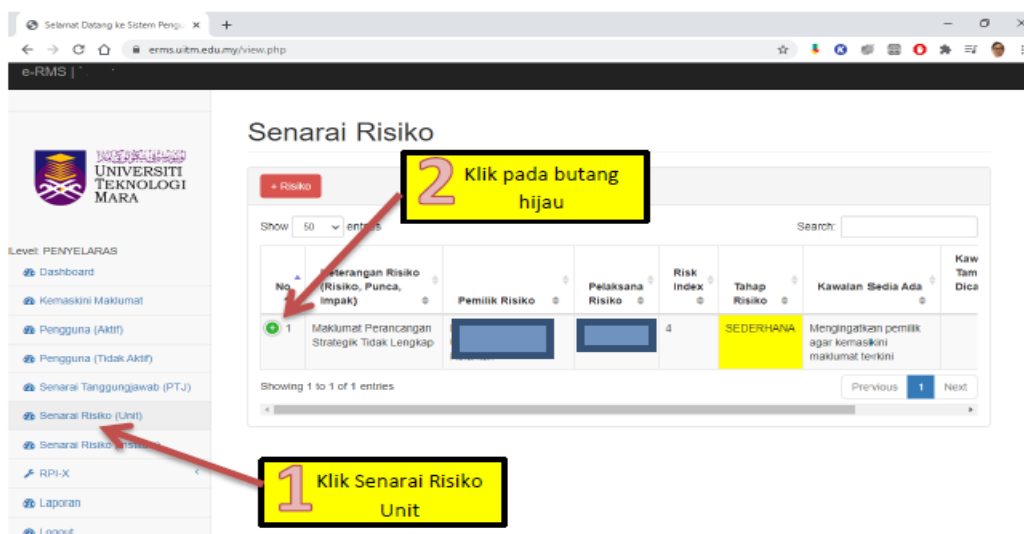 Selamat Datang ke Sistem Pengu
erms.uitm.edu.my/view.php
e-RMS |
UNIVERSITI
TEKNOLOGI
MARA
Level: PENYELARAS
Dashboard
Kemaskini Maklumat
Pengguna (Aktif)
Pengguna (Tidak Aktif)
Senarai Tanggungjawab (PTJ)
Senarai Risiko (Unit)
Senarai Risiko
RPI-X
Laporan
Logout
Senarai Risiko
+ Risiko
2 Klik pada butang
hijau
Show 50 entries
Search:
No.
Keterangan Risiko
(Risiko, Punca,
Impak)
Pemilik Risiko
Pelaksana
Risiko
Risk
Index
Tahap
Risiko
Kawalan Sedia Ada
Kaw
Tam
Dica
1
Maklumat Perancangan
Strategik Tidak Lengkap
4
SEDERHANA
Mengingatkan pemilik
agar kemaskini
maklumat terkini
Showing 1 to 1 of 1 entries
Previous 1 Next
1 Klik Senarai Risiko
Unit